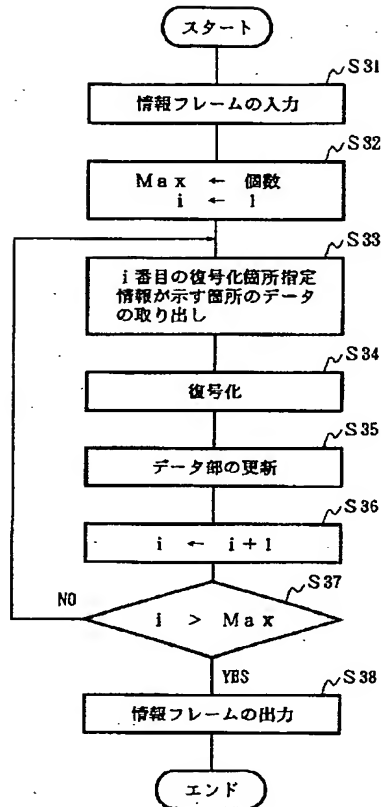 スタート
S31
情報フレームの入力
S32
Max ← 個数
i ← 1
S33
i番目の復号化箇所指定
情報が示す箇所のデータ
の取り出し
S34
復号化
S35
データ部の更新
S36
i ← i+1
S37
i > Max
NO
YES
S38
情報フレームの出力
エンド